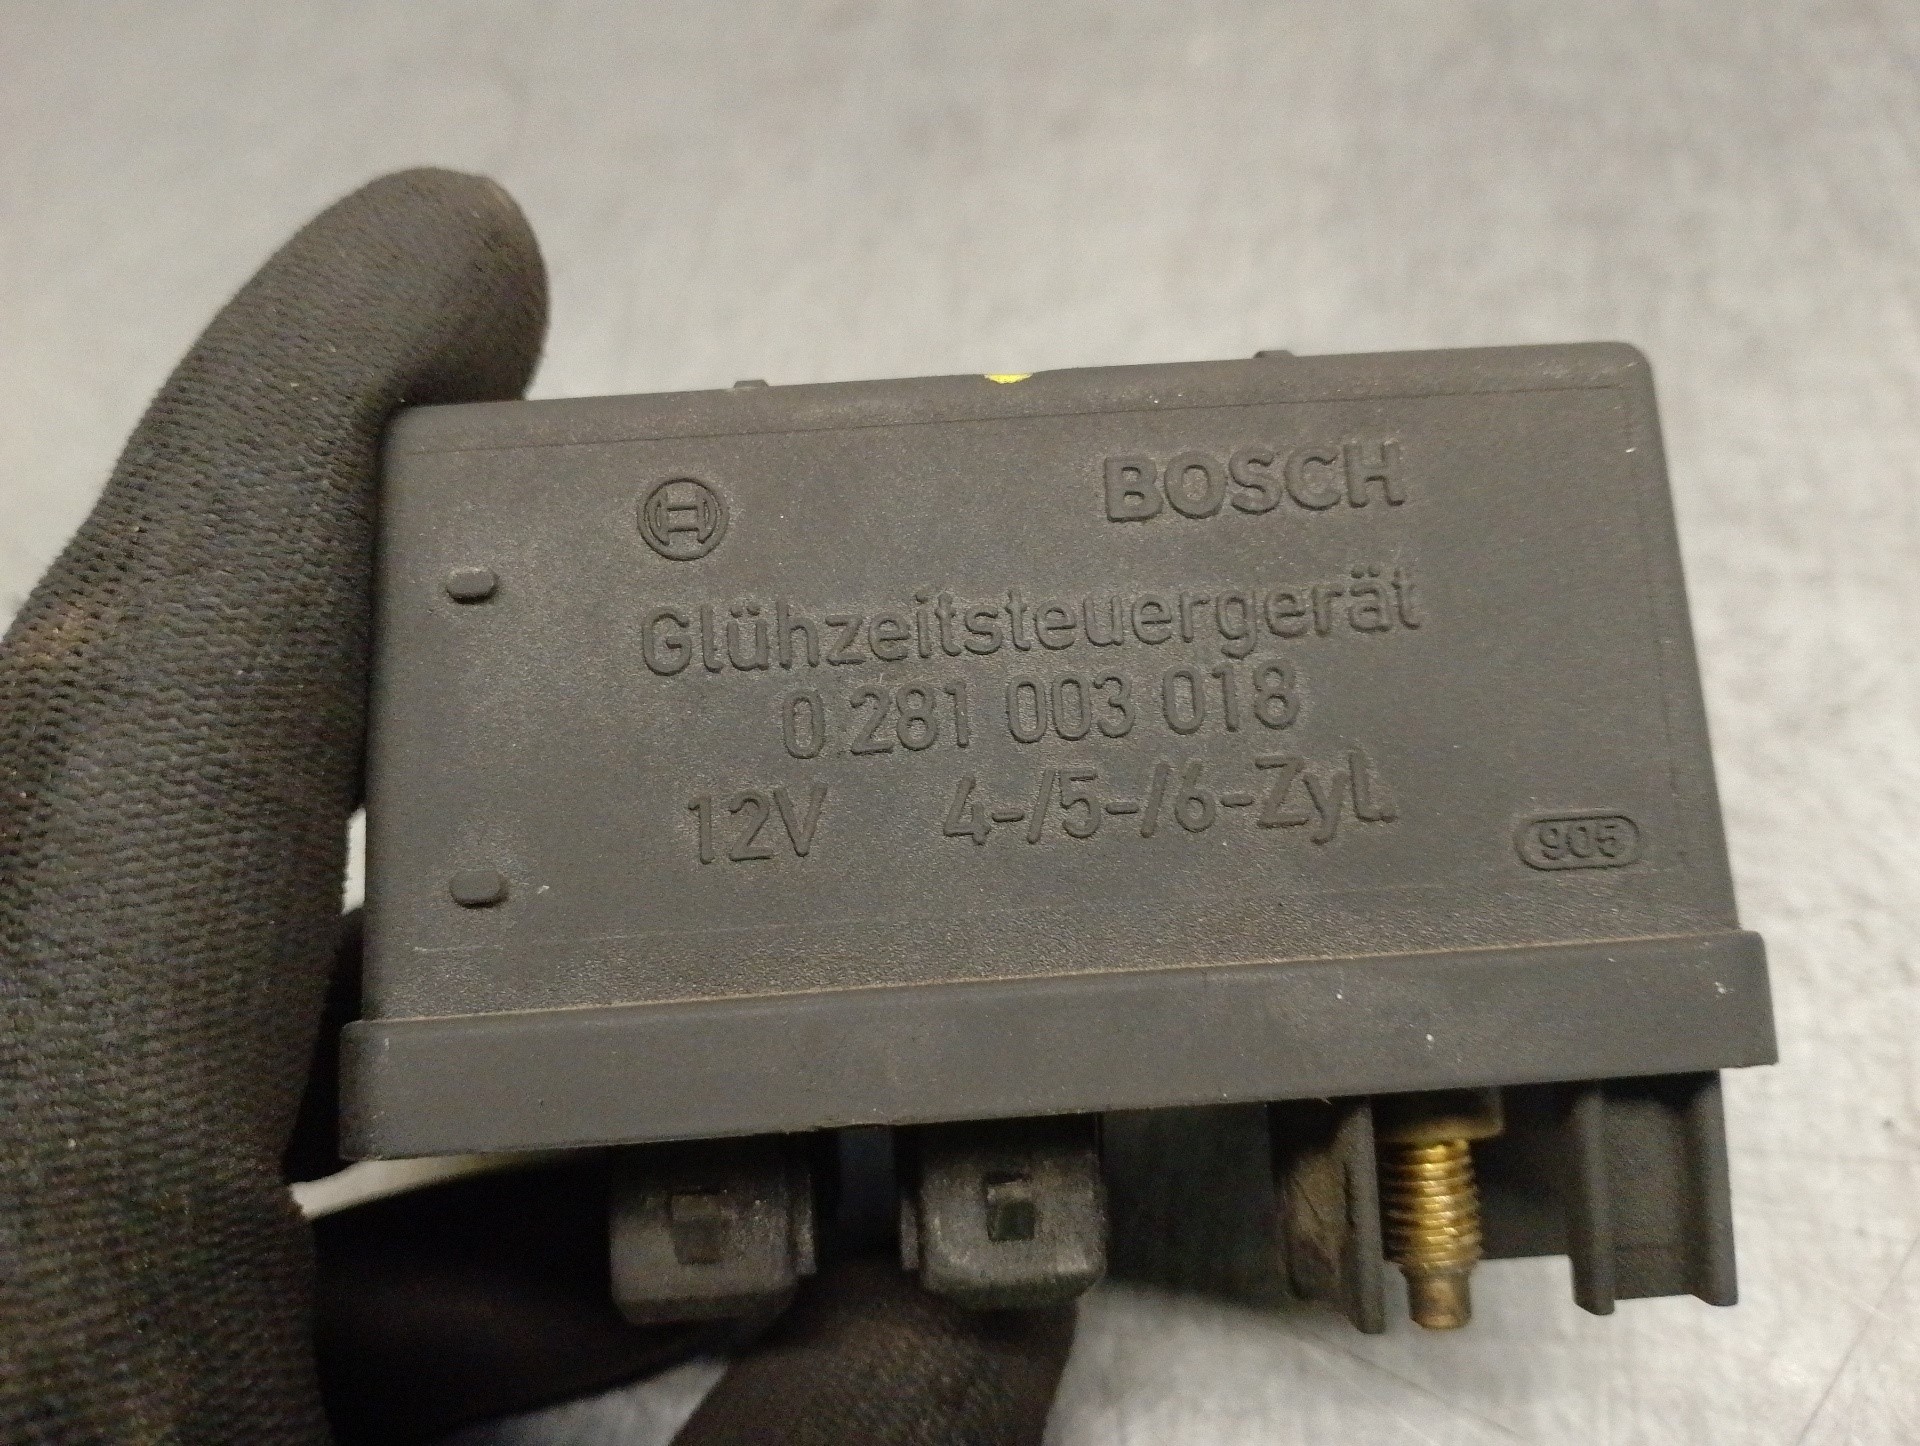 BOSCH
Glühzeitsteuergerät
0 281 003 018
12V 4-/5-/6-Zyl.
905